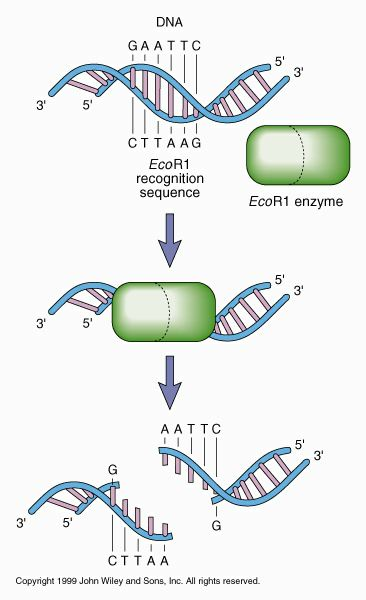 DNA
G A A T T C
5'
3'
3'
5'
C T T A A G
EcoR1
recognition
sequence
EcoR1 enzyme
5'
3'
3'
5'
A A T T C
G
5'
3'
3'
5'
G
C T T A A
Copyright 1999 John Wiley and Sons, Inc. All rights reserved.